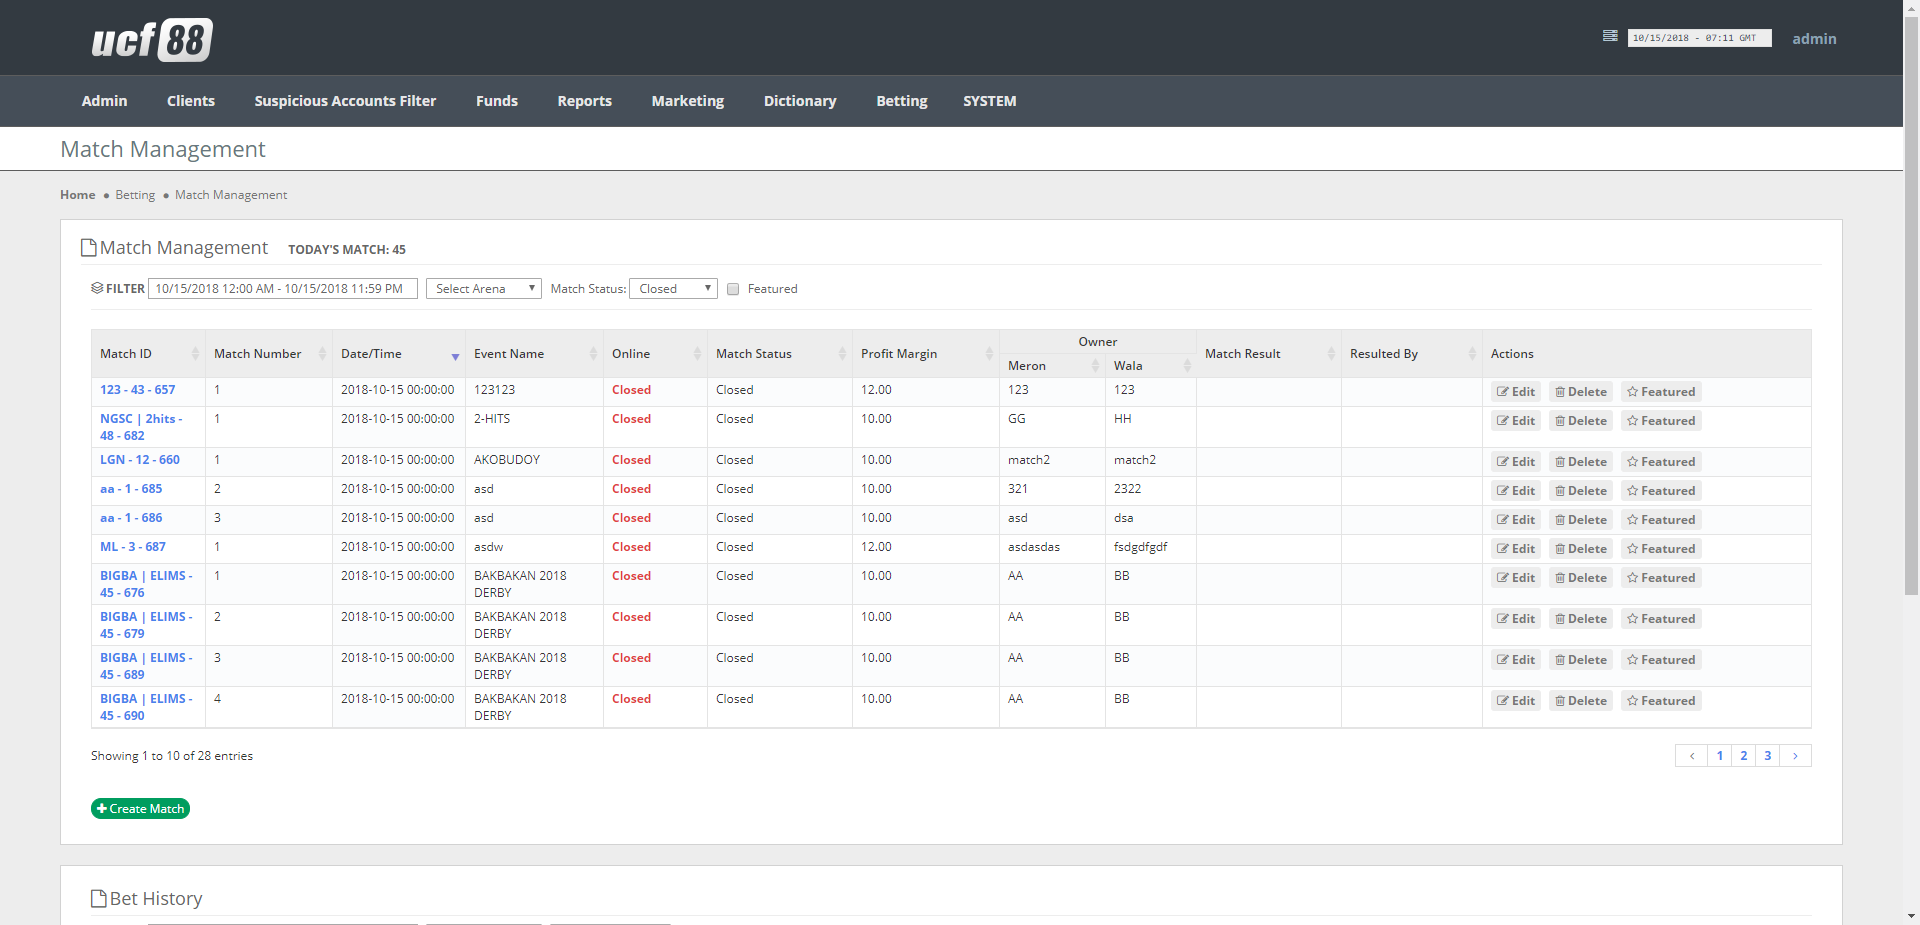 ucf 88
10/15/2018 - 07:11 GMT admin
Admin Clients Suspicious Accounts Filter Funds Reports Marketing Dictionary Betting SYSTEM
Match Management
Home • Betting • Match Management
Match Management TODAY'S MATCH: 45
FILTER 10/15/2018 12:00 AM - 10/15/2018 11:59 PM Select Arena Match Status: Closed Featured
Owner
Match ID Match Number Date/Time Event Name Online Match Status Profit Margin Match Result Resulted By Actions
Meron Wala
123 - 43 - 657 1 2018-10-15 00:00:00 123123 Closed Closed 12.00 123 123 Edit Delete Featured
NGSC | 2hits - 1 2018-10-15 00:00:00 2-HITS Closed Closed 10.00 GG HH Edit Delete Featured
48 - 682
LGN - 12 - 660 1 2018-10-15 00:00:00 AKOBUDOY Closed Closed 10.00 match2 match2 Edit Delete Featured
aa - 1 - 685 2 2018-10-15 00:00:00 asd Closed Closed 10.00 321 2322 Edit Delete Featured
aa - 1 - 686 3 2018-10-15 00:00:00 asd Closed Closed 10.00 asd dsa Edit Delete Featured
ML - 3 - 687 1 2018-10-15 00:00:00 asdw Closed Closed 12.00 asdasdas fsdgdfgdf Edit Delete Featured
BIGBA | ELIMS - 1 2018-10-15 00:00:00 BAKBAKAN 2018 Closed Closed 10.00 AA BB Edit Delete Featured
45 - 676 DERBY
BIGBA | ELIMS - 2 2018-10-15 00:00:00 BAKBAKAN 2018 Closed Closed 10.00 AA BB Edit Delete Featured
45 - 679 DERBY
BIGBA | ELIMS - 3 2018-10-15 00:00:00 BAKBAKAN 2018 Closed Closed 10.00 AA BB Edit Delete Featured
45 - 689 DERBY
BIGBA | ELIMS - 4 2018-10-15 00:00:00 BAKBAKAN 2018 Closed Closed 10.00 AA BB Edit Delete Featured
45 - 690 DERBY
Showing 1 to 10 of 28 entries ‹ 1 2 3 ›
Create Match
Bet History